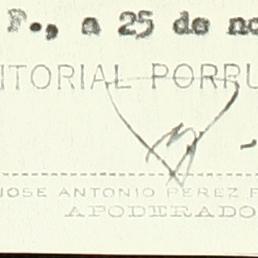 F., a 25 de no
ITORIAL PORRU
JOSE ANTONIO PEREZ P
APODERADO